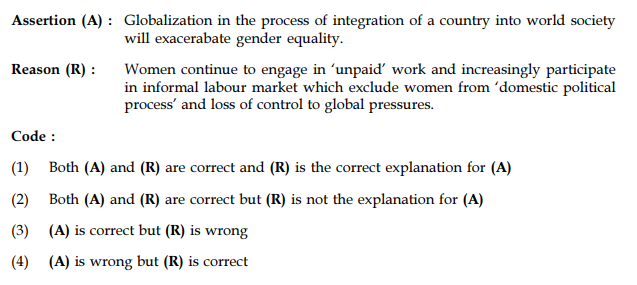 Assertion (A) : Globalization in the process of integration of a country into world society
will exacerabate gender equality.
Reason (R) : Women continue to engage in ‘unpaid’ work and increasingly participate
in informal labour market which exclude women from ‘domestic political
process’ and loss of control to global pressures.
Code :
(1) Both (A) and (R) are correct and (R) is the correct explanation for (A)
(2) Both (A) and (R) are correct but (R) is not the explanation for (A)
(3) (A) is correct but (R) is wrong
(4) (A) is wrong but (R) is correct